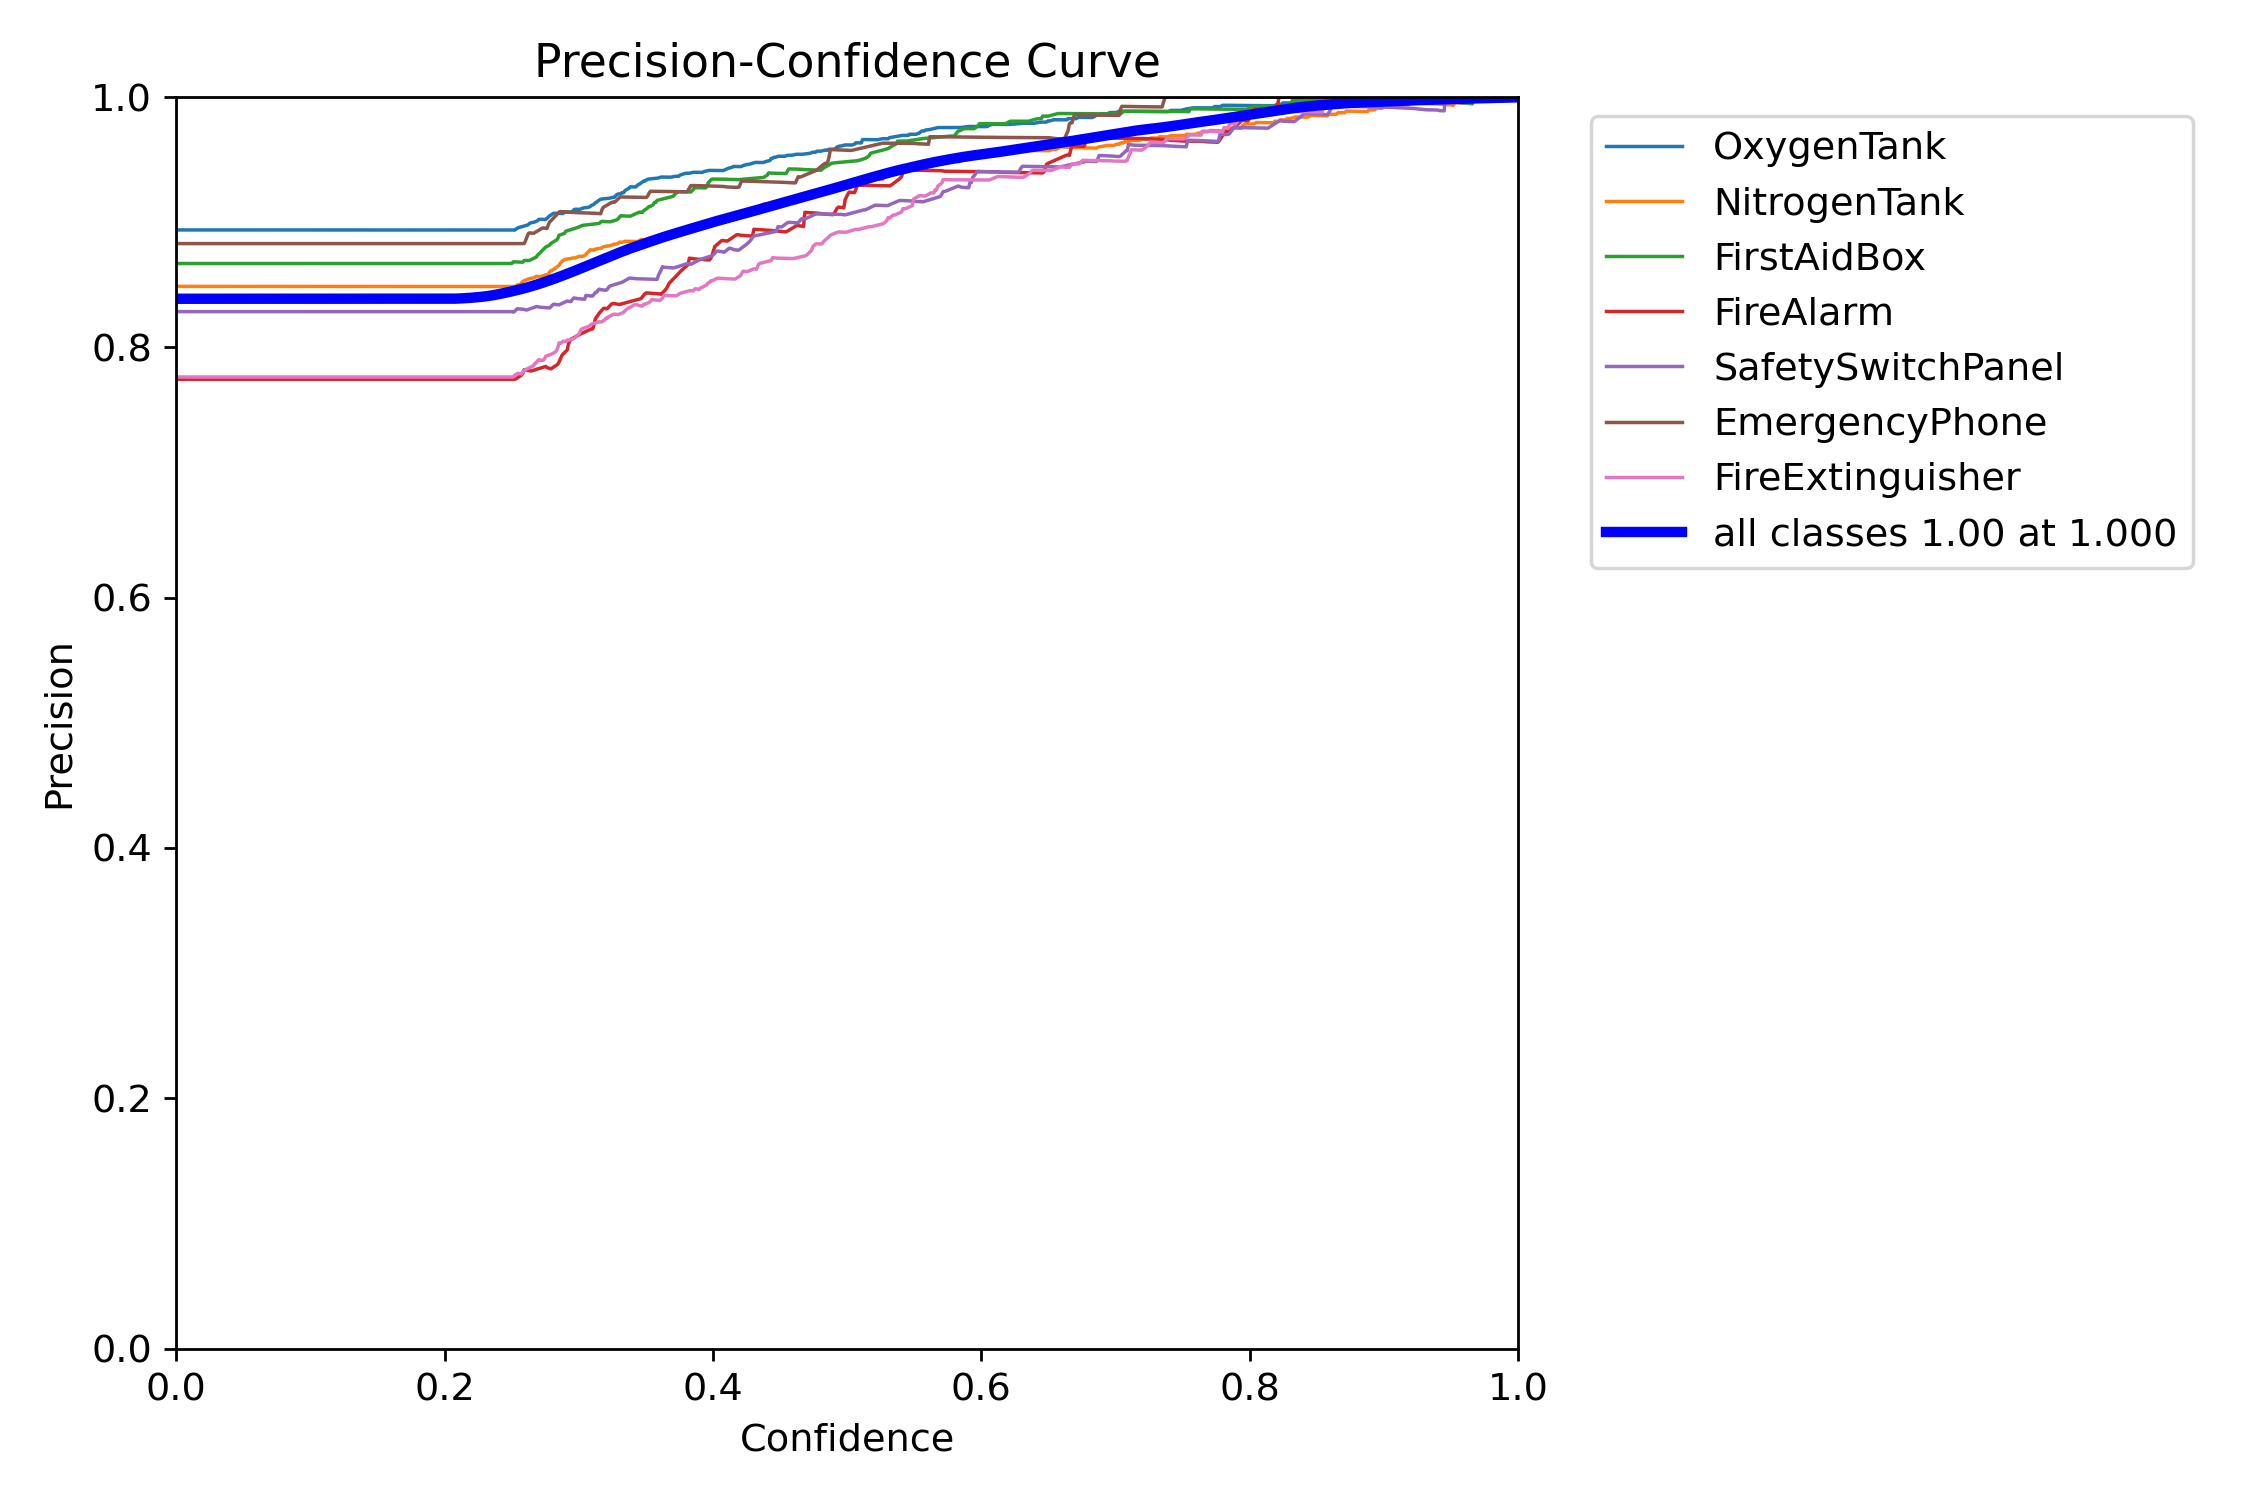 Precision-Confidence Curve
1.0
0.8
0.6
0.4
0.2
0.0
Precision
0.0 0.2 0.4 0.6 0.8 1.0
Confidence
OxygenTank
NitrogenTank
FirstAidBox
FireAlarm
SafetySwitchPanel
EmergencyPhone
FireExtinguisher
all classes 1.00 at 1.000